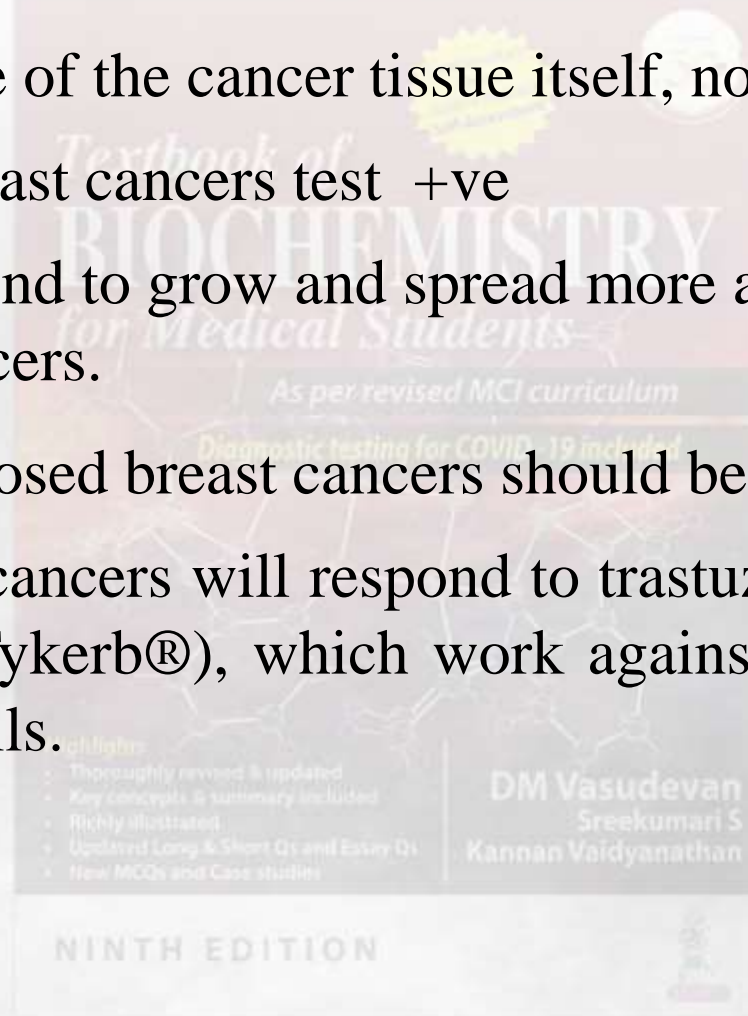 e of the cancer tissue itself, no
Textbook of
ast cancers test +ve
BIOCHEMISTRY
nd to grow and spread more a
for Medical Students
cers.
As per revised MCI curriculum
Diagnostic testing for COVID-19 included
osed breast cancers should be
cancers will respond to trastuz
ykerb®), which work agains
lls.
Highlights
• Thoroughly revised & updated
• Key concepts & summary included
• Richly illustrated
• Updated Long & Short Qs and Essay Qs
• New MCQs and Case studies
DM Vasudevan
Sreekumari S
Kannan Vaidyanathan
NINTH EDITION